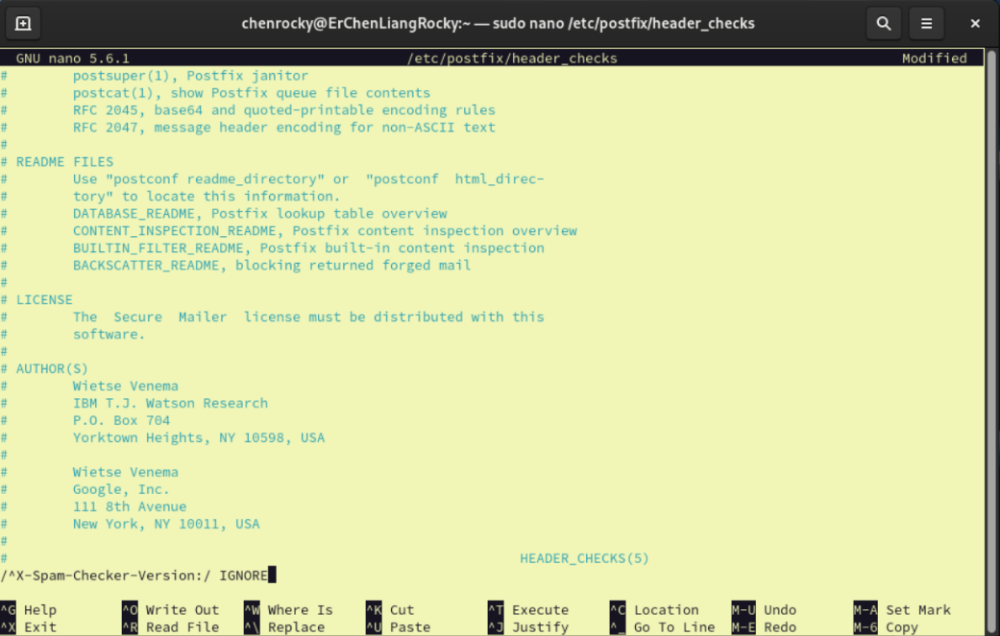 chenrocky@ErChenLiangRocky:~ — sudo nano /etc/postfix/header_checks
GNU nano 5.6.1 /etc/postfix/header_checks Modified
# postsuper(1), Postfix janitor
# postcat(1), show Postfix queue file contents
# RFC 2045, base64 and quoted-printable encoding rules
# RFC 2047, message header encoding for non-ASCII text
#
# README FILES
# Use "postconf readme_directory" or "postconf html_direc-
# tory" to locate this information.
# DATABASE_README, Postfix lookup table overview
# CONTENT_INSPECTION_README, Postfix content inspection overview
# BUILTIN_FILTER_README, Postfix built-in content inspection
# BACKSCATTER_README, blocking returned forged mail
#
# LICENSE
# The Secure Mailer license must be distributed with this
# software.
#
# AUTHOR(S)
# Wietse Venema
# IBM T.J. Watson Research
# P.O. Box 704
# Yorktown Heights, NY 10598, USA
#
# Wietse Venema
# Google, Inc.
# 111 8th Avenue
# New York, NY 10011, USA
#
# HEADER_CHECKS(5)
/^X-Spam-Checker-Version:/ IGNORE
^G Help ^O Write Out ^W Where Is ^K Cut ^T Execute ^C Location M-U Undo M-A Set Mark
^X Exit ^R Read File ^\ Replace ^U Paste ^J Justify ^_ Go To Line M-E Redo M-6 Copy